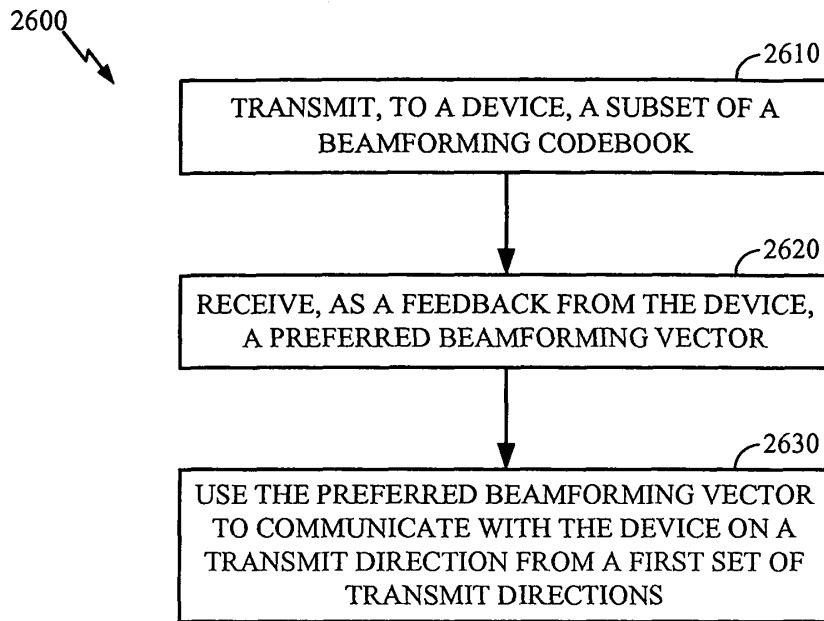 2600
2610
TRANSMIT, TO A DEVICE, A SUBSET OF A
BEAMFORMING CODEBOOK
2620
RECEIVE, AS A FEEDBACK FROM THE DEVICE,
A PREFERRED BEAMFORMING VECTOR
2630
USE THE PREFERRED BEAMFORMING VECTOR
TO COMMUNICATE WITH THE DEVICE ON A
TRANSMIT DIRECTION FROM A FIRST SET OF
TRANSMIT DIRECTIONS